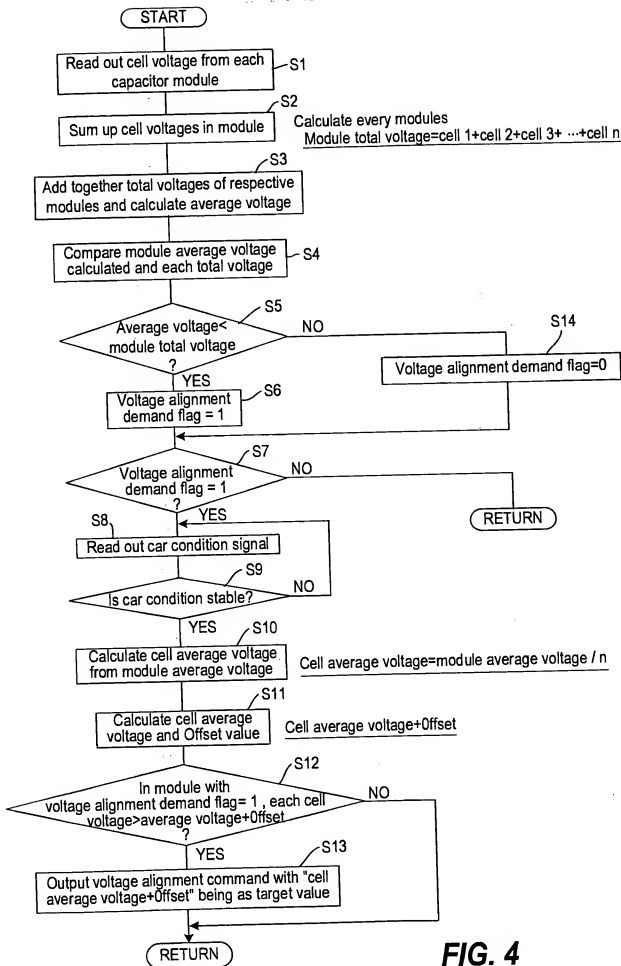 START
Read out cell voltage from each
capacitor module
S1
S2
Sum up cell voltages in module
Calculate every modules
Module total voltage=cell 1+cell 2+cell 3+ ···+cell n
S3
Add together total voltages of respective
modules and calculate average voltage
Compare module average voltage
calculated and each total voltage
S4
S5
Average voltage<
module total voltage
?
NO
S14
Voltage alignment demand flag=0
YES
S6
Voltage alignment
demand flag = 1
S7
Voltage alignment
demand flag = 1
?
NO
RETURN
YES
S8
Read out car condition signal
S9
Is car condition stable?
NO
YES
S10
Calculate cell average voltage
from module average voltage
Cell average voltage=module average voltage / n
S11
Calculate cell average
voltage and Offset value
Cell average voltage+0ffset
S12
In module with
voltage alignment demand flag= 1 , each cell
voltage>average voltage+0ffset
?
NO
YES
S13
Output voltage alignment command with "cell
average voltage+0ffset" being as target value
RETURN
FIG. 4